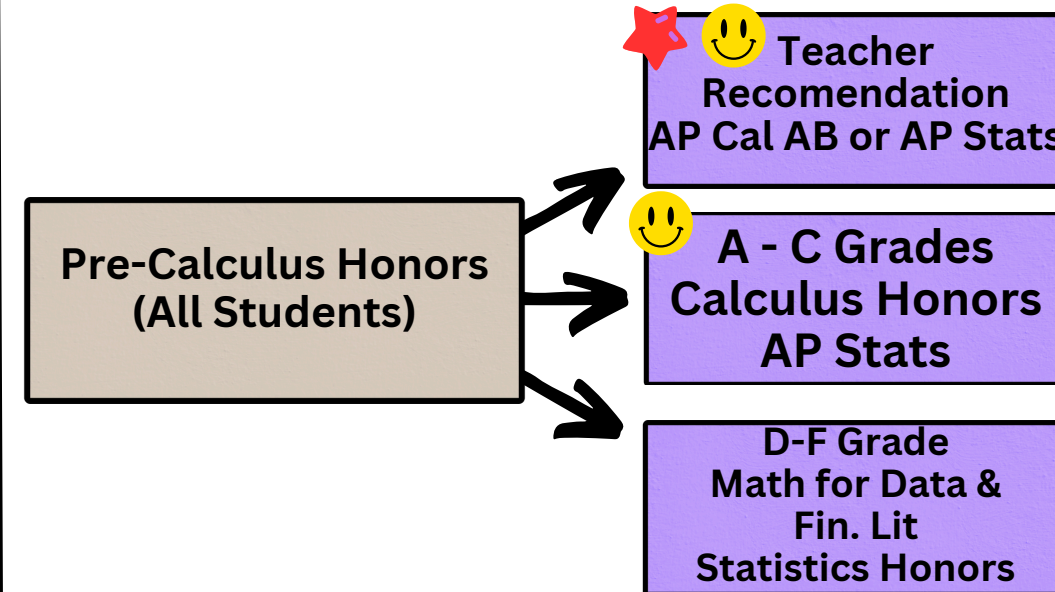 Teacher
Recomendation
AP Cal AB or AP Stats
Pre-Calculus Honors
(All Students)
A - C Grades
Calculus Honors
AP Stats
D-F Grade
Math for Data &
Fin. Lit
Statistics Honors